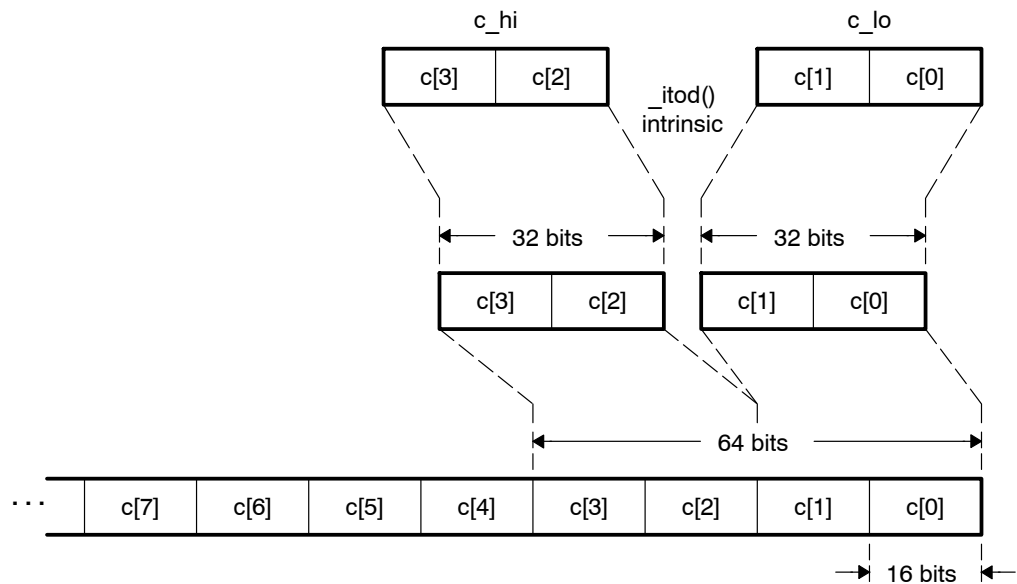 c_hi c_lo
c[3] c[2] c[1] c[0]
_itod()
intrinsic
32 bits 32 bits
c[3] c[2] c[1] c[0]
64 bits
... c[7] c[6] c[5] c[4] c[3] c[2] c[1] c[0]
16 bits